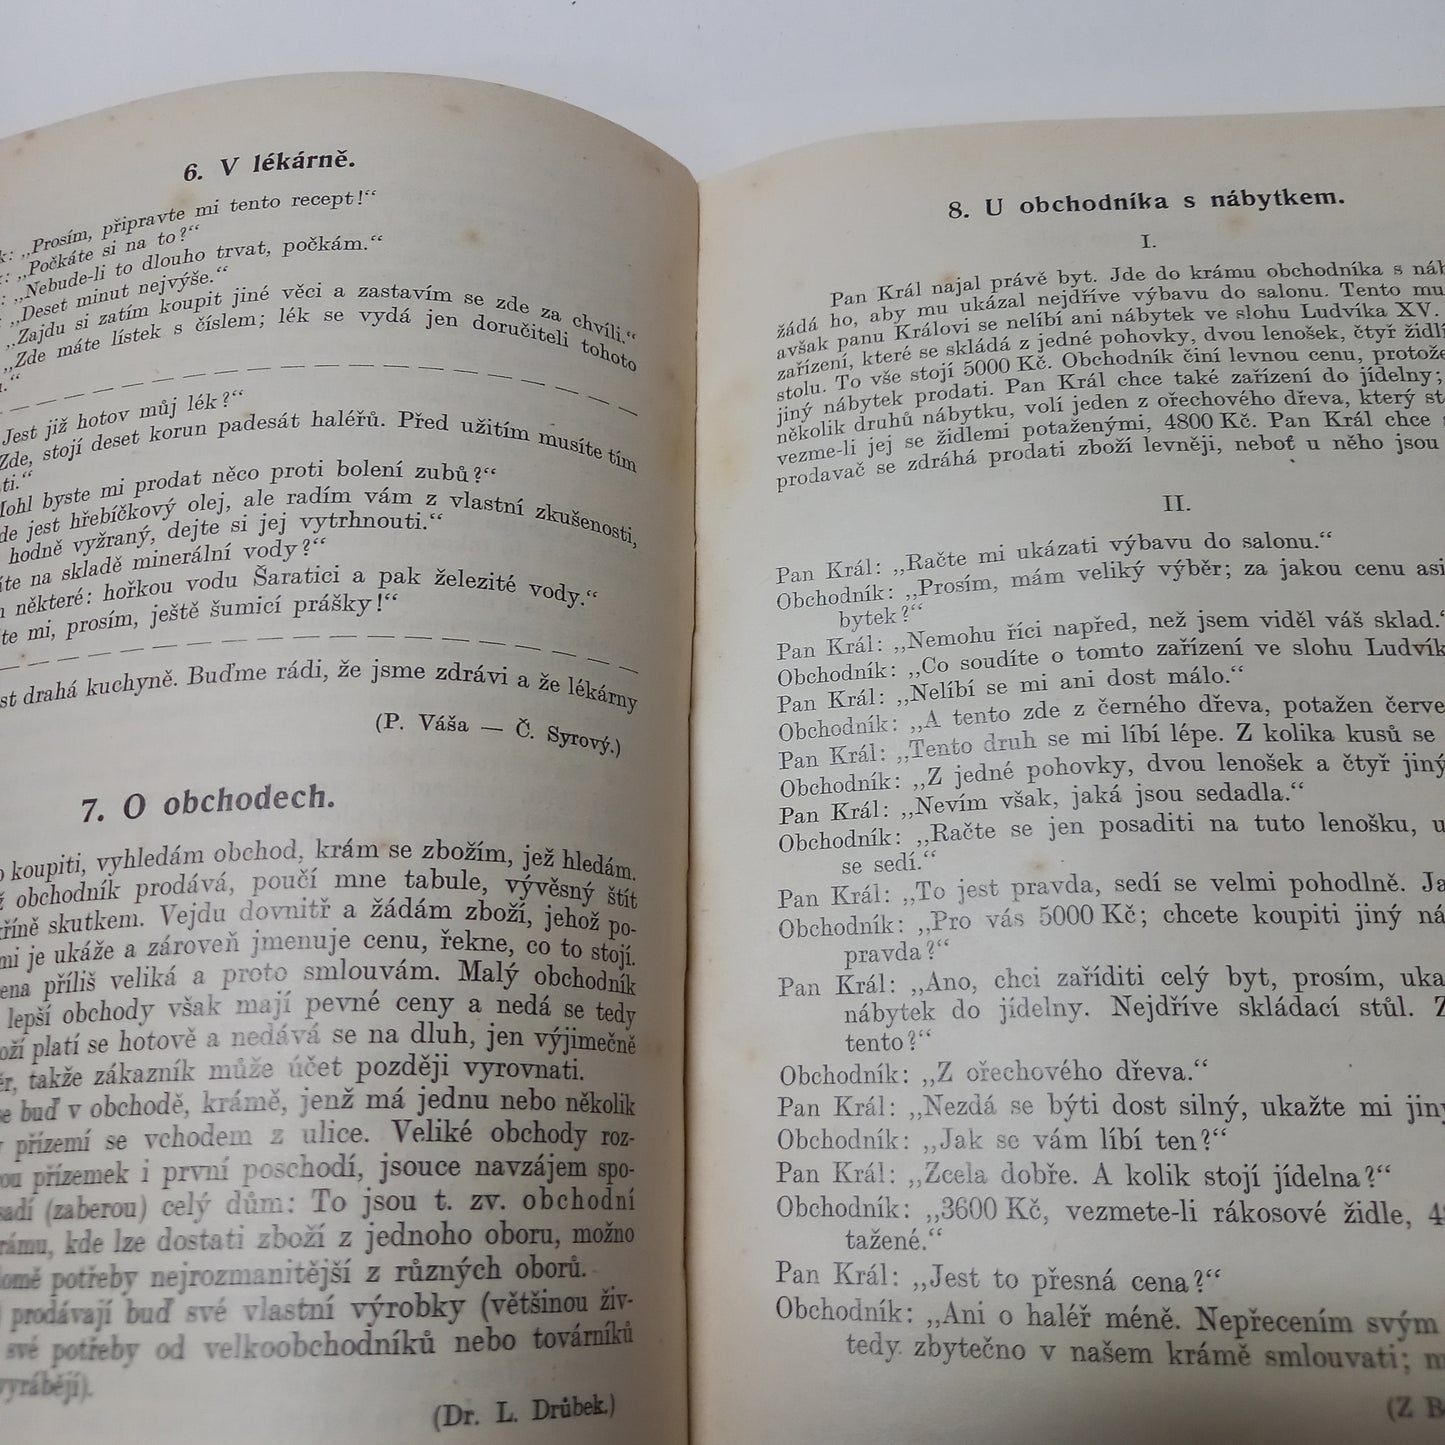 6. V lékárně.
„Prosím, připravte mi tento recept!“
„Počkáte si na to?“
„Nebude-li to dlouho trvat, počkám.“
„Deset minut nejvýše.“
„Zajdu si zatím koupit jiné věci a zastavím se zde za chvíli.“
„Zde máte lístek s číslem; lék se vydá jen doručiteli tohoto
Jest již hotov můj lék?“
Zde, stojí deset korun padesát haléřů. Před užitím musíte tím
ti.“
Mohl byste mi prodat něco proti bolení zubů?“
de jest hřebíčkový olej, ale radím vám z vlastní zkušenosti,
hodně vyžraný, dejte si jej vytrhnouti.“
te na skladě minerální vody?“
některé: hořkou vodu Šaratici a pak železité vody.“
te mi, prosím, ještě šumicí prášky!“
st drahá kuchyně. Buďme rádi, že jsme zdrávi a že lékárny
(P. Váša — Č. Syrový.)
7. O obchodech.
o koupiti, vyhledám obchod, krám se zbožím, jež hledám.
ž obchodník prodává, poučí mne tabule, vývěsný štít
říně skutkem. Vejdu dovnitř a žádám zboží, jehož po-
mi je ukáže a zároveň jmenuje cenu, řekne, co to stojí.
ena příliš veliká a proto smlouvám. Malý obchodník
lepší obchody však mají pevné ceny a nedá se tedy
oží platí se hotově a nedává se na dluh, jen výjimečně
ěr, takže zákazník může účet později vyrovnati.
se buď v obchodě, krámě, jenž má jednu nebo několik
v přízemí se vchodem z ulice. Veliké obchody roz-
ou přízemek i první poschodí, jsouce navzájem spo-
sadí (zaberou) celý dům: To jsou t. zv. obchodní
rámu, kde lze dostati zboží z jednoho oboru, možno
domě potřeby nejrozmanitější z různých oborů.
prodávají buď své vlastní výrobky (většinou živ-
své potřeby od velkoobchodníků nebo továrníků
vyrábějí).
(Dr. L. Drůbek.)
8. U obchodníka s nábytkem.
I.
Pan Král najal právě byt. Jde do krámu obchodníka s náb
žádá ho, aby mu ukázal nejdříve výbavu do salonu. Tento mu
avšak panu Královi se nelíbí ani nábytek ve slohu Ludvíka XV.
zařízení, které se skládá z jedné pohovky, dvou lenošek, čtyř židlí
stolu. To vše stojí 5000 Kč. Obchodník činí levnou cenu, protože
jiný nábytek prodati. Pan Král chce také zařízení do jídelny;
několik druhů nábytku, volí jeden z ořechového dřeva, který st
vezme-li jej se židlemi potaženými, 4800 Kč. Pan Král chce
prodavač se zdráhá prodati zboží levněji, neboť u něho jsou
II.
Pan Král: „Račte mi ukázati výbavu do salonu.“
Obchodník: „Prosím, mám veliký výběr; za jakou cenu asi
bytek?“
Pan Král: „Nemohu říci napřed, než jsem viděl váš sklad.“
Obchodník: „Co soudíte o tomto zařízení ve slohu Ludvík
Pan Král: „Nelíbí se mi ani dost málo.“
Obchodník: „A tento zde z černého dřeva, potažen červe
Pan Král: „Tento druh se mi líbí lépe. Z kolika kusů se
Obchodník: „Z jedné pohovky, dvou lenošek a čtyř jiný
Pan Král: „Nevím však, jaká jsou sedadla.“
Obchodník: „Račte se jen posaditi na tuto lenošku, u
se sedí.“
Pan Král: „To jest pravda, sedí se velmi pohodlně. Ja
Obchodník: „Pro vás 5000 Kč; chcete koupiti jiný ná
pravda?“
Pan Král: „Ano, chci zaříditi celý byt, prosím, uka
nábytek do jídelny. Nejdříve skládací stůl. Z
tento?“
Obchodník: „Z ořechového dřeva.“
Pan Král: „Nezdá se býti dost silný, ukažte mi jiný
Obchodník: „Jak se vám líbí ten?“
Pan Král: „Zcela dobře. A kolik stojí jídelna?“
Obchodník: „3600 Kč, vezmete-li rákosové židle, 48
tažené.“
Pan Král: „Jest to přesná cena?“
Obchodník: „Ani o haléř méně. Nepřecením svým
tedy zbytečno v našem krámě smlouvati; m
(Z B